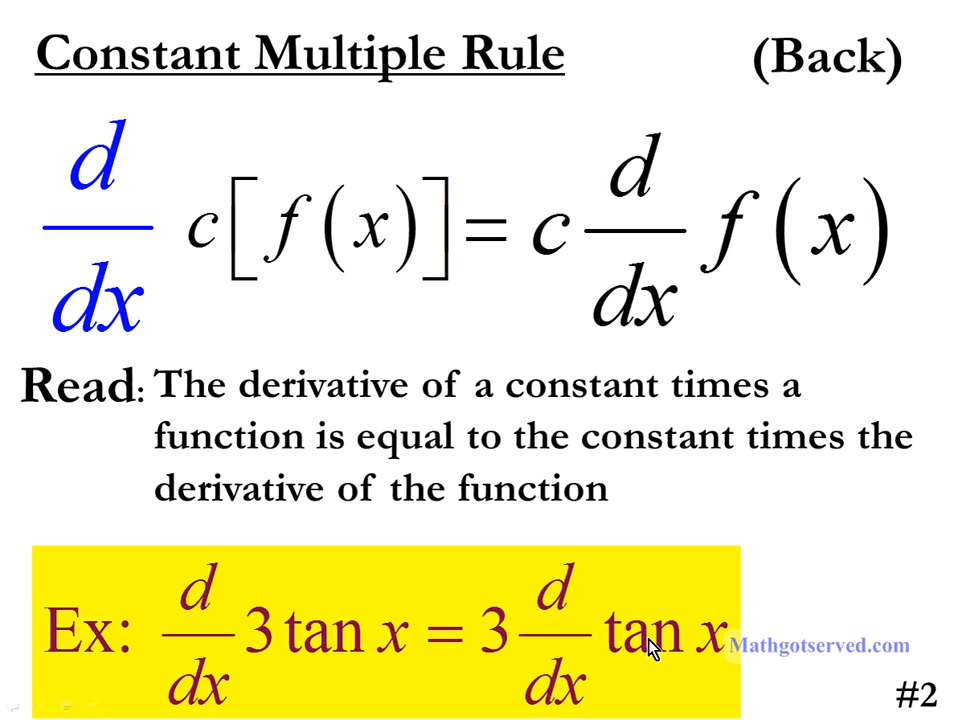 Constant Multiple Rule (Back)
d/dx c[f(x)] = c d/dx f(x)
Read: The derivative of a constant times a
function is equal to the constant times the
derivative of the function
Ex: d/dx 3 tan x = 3 d/dx tan x
Mathgotserved.com
#2